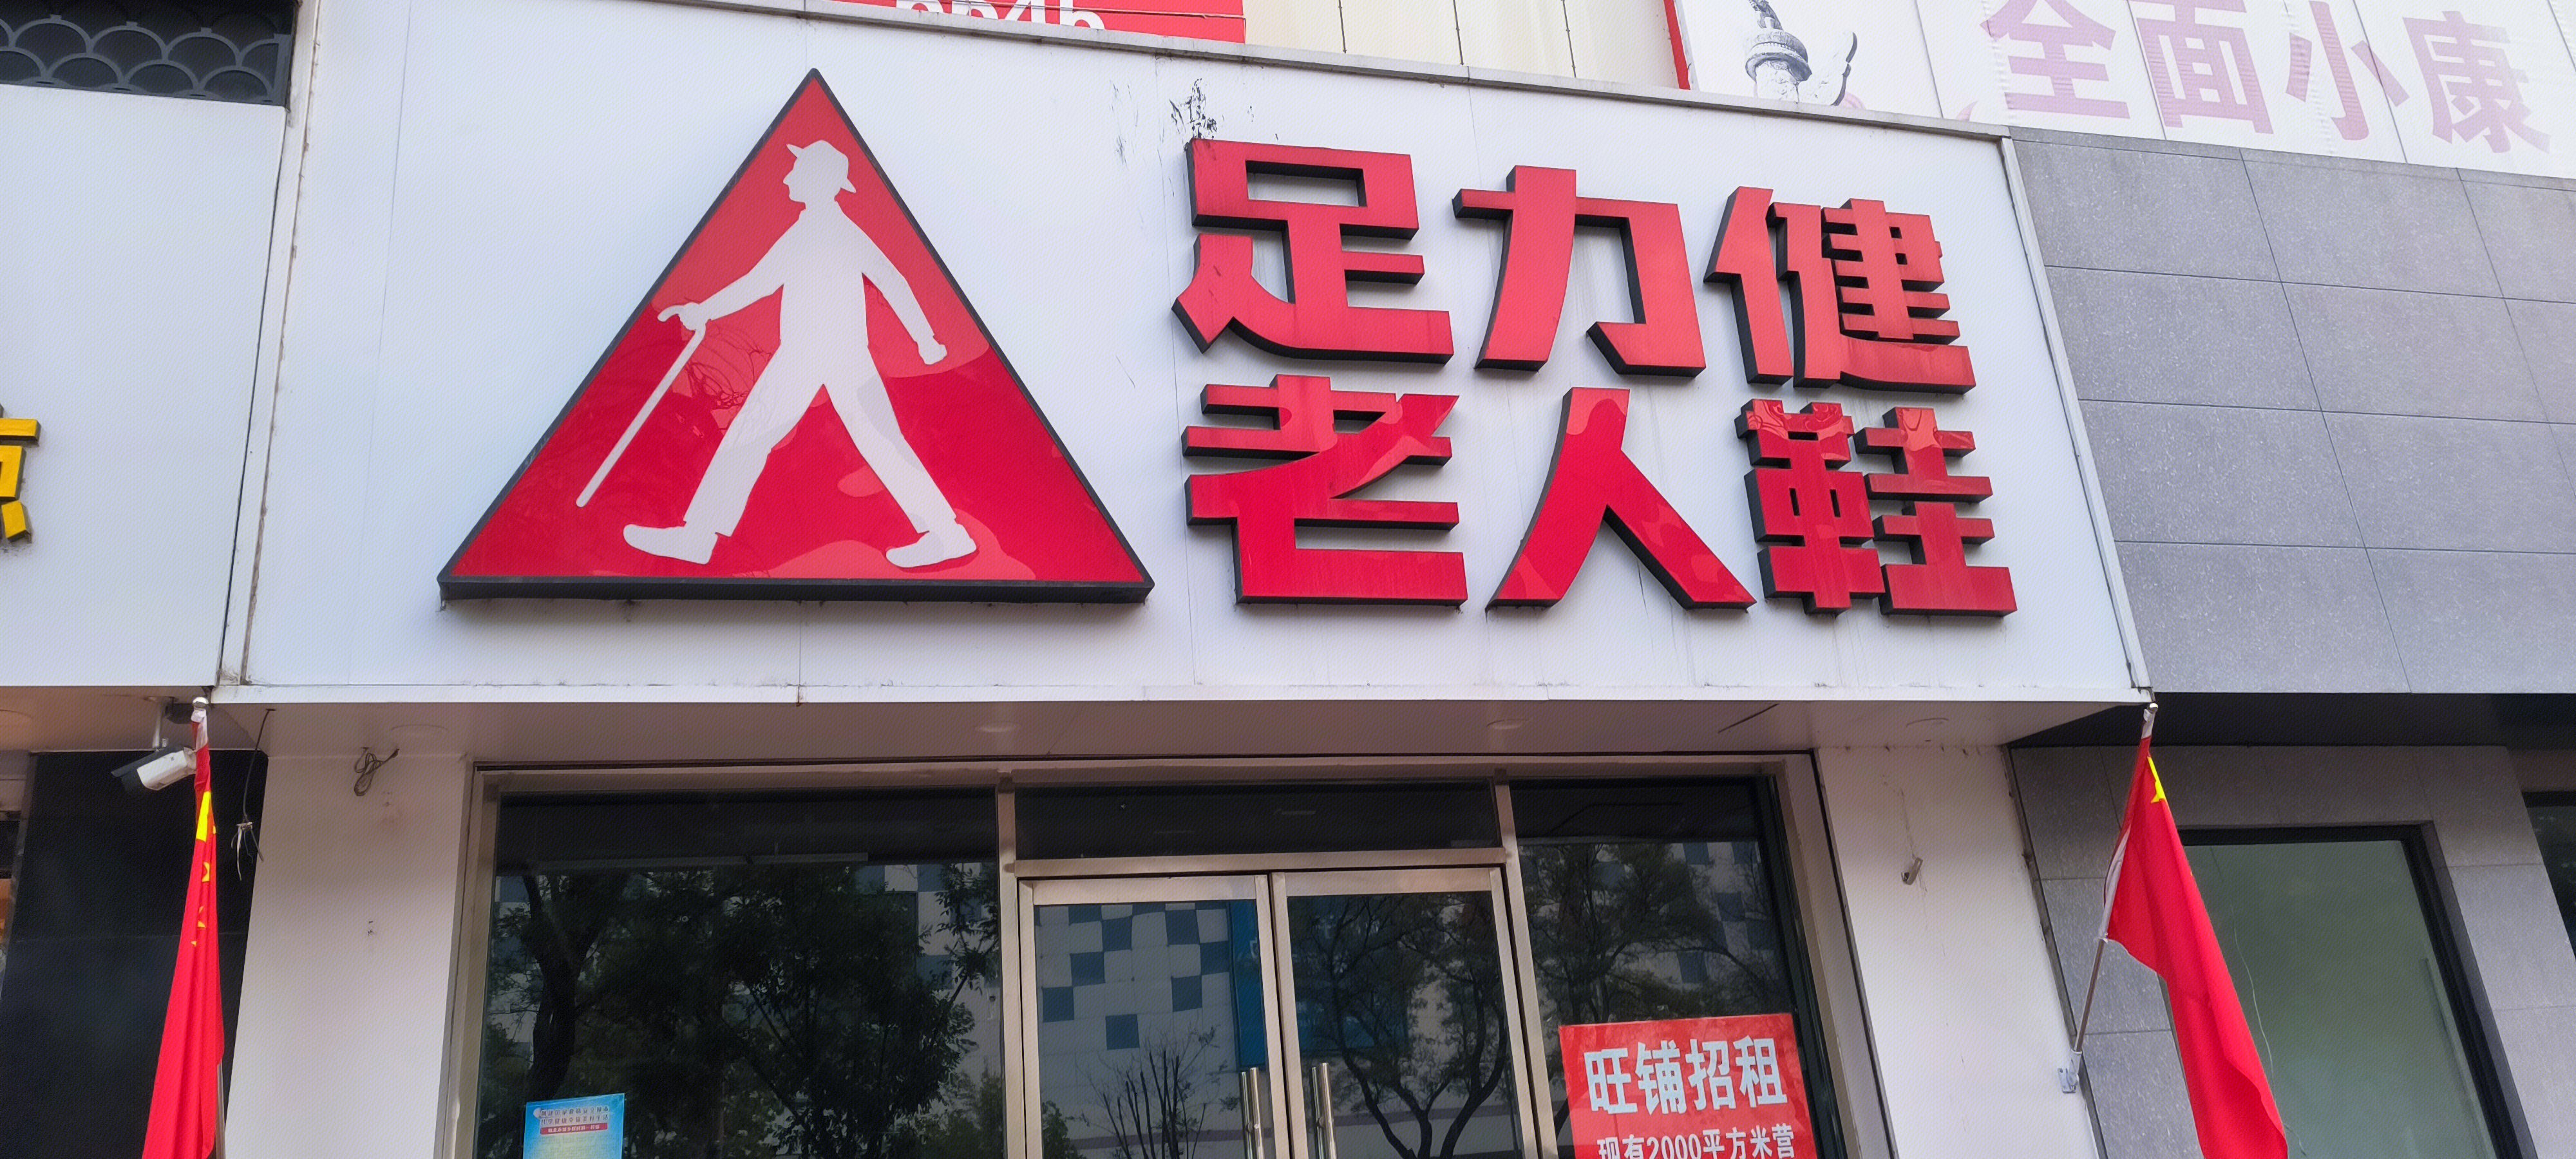 全面小康
足力健
老人鞋
旺铺招租
现有2000平方米营